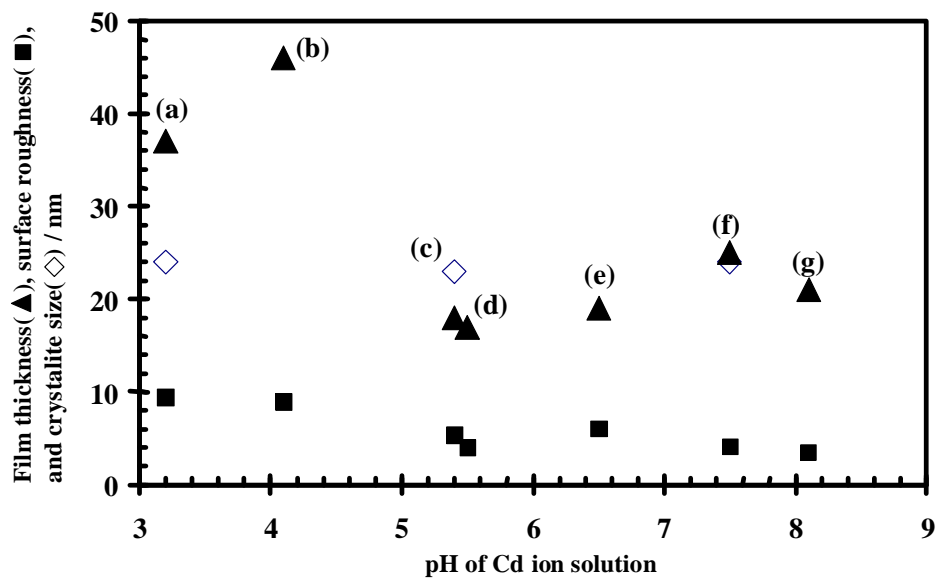 Film thickness(▲), surface roughness(■),
and crystalite size(◇) / nm
50
40
30
20
10
0
(a)
(b)
(c)
(d)
(e)
(f)
(g)
3 4 5 6 7 8 9
pH of Cd ion solution